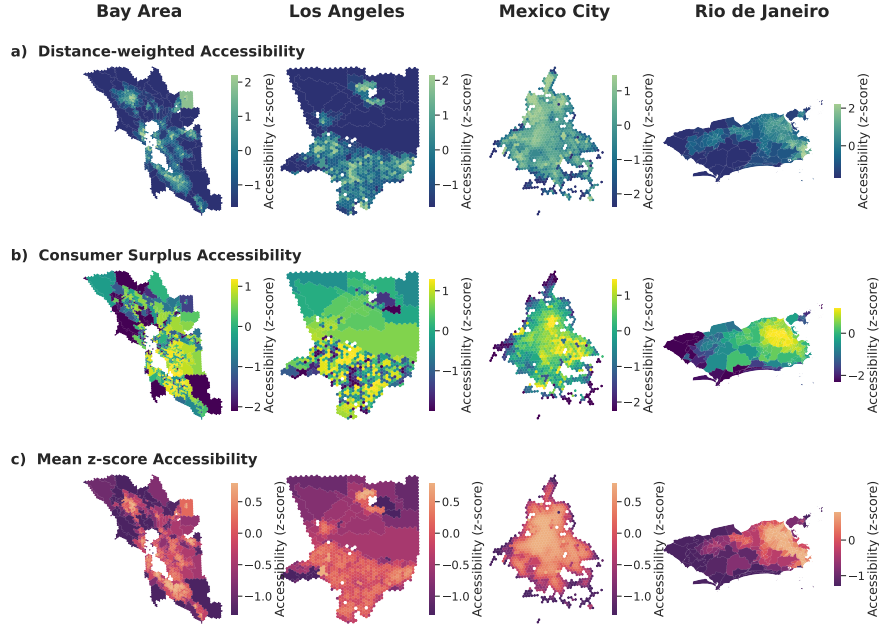 Bay Area
Los Angeles
Mexico City
Rio de Janeiro
a) Distance-weighted Accessibility
2
1
0
−1
Accessibility (z-score)
2
1
0
−1
Accessibility (z-score)
1
0
−1
−2
Accessibility (z-score)
2
0
Accessibility (z-score)
b) Consumer Surplus Accessibility
1
0
−1
−2
Accessibility (z-score)
1
0
−1
Accessibility (z-score)
1
0
−1
−2
Accessibility (z-score)
0
−2
Accessibility (z-score)
c) Mean z-score Accessibility
0.5
0.0
−0.5
−1.0
Accessibility (z-score)
0.5
0.0
−0.5
−1.0
Accessibility (z-score)
0.5
0.0
−0.5
−1.0
Accessibility (z-score)
0
−1
Accessibility (z-score)